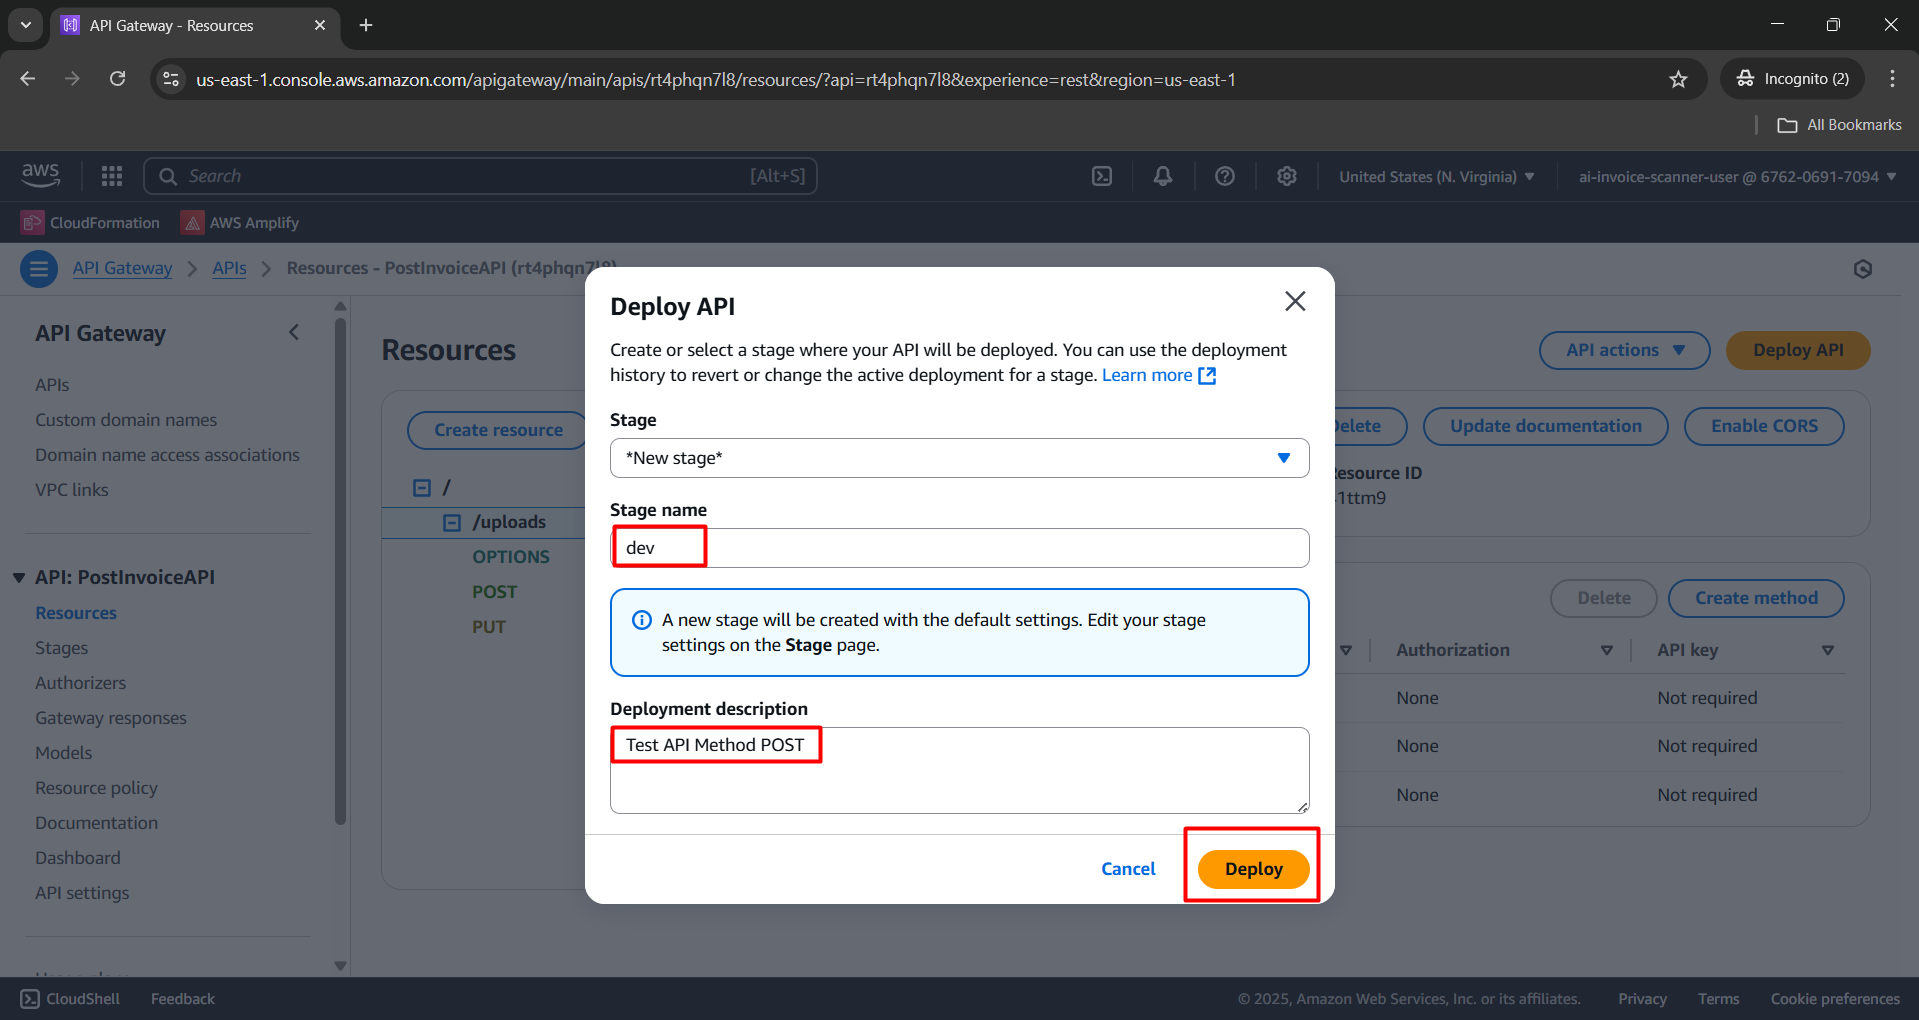 API Gateway - Resources
us-east-1.console.aws.amazon.com/apigateway/main/apis/rt4phqn7l8/resources/?api=rt4phqn7l8&experience=rest&region=us-east-1
Incognito (2)
All Bookmarks
aws
Search
[Alt+S]
United States (N. Virginia)
ai-invoice-scanner-user @ 6762-0691-7094
CloudFormation
AWS Amplify
API Gateway
APIs
Resources - PostInvoiceAPI (rt4phqn7l8)
API Gateway
APIs
Custom domain names
Domain name access associations
VPC links
API: PostInvoiceAPI
Resources
Stages
Authorizers
Gateway responses
Models
Resource policy
Documentation
Dashboard
API settings
Resources
API actions
Deploy API
Create resource
/
/uploads
OPTIONS
POST
PUT
Delete
Update documentation
Enable CORS
Resource ID
1ttm9
Delete
Create method
Authorization
API key
None
Not required
None
Not required
None
Not required
Deploy API
Create or select a stage where your API will be deployed. You can use the deployment
history to revert or change the active deployment for a stage. Learn more
Stage
*New stage*
Stage name
dev
A new stage will be created with the default settings. Edit your stage
settings on the Stage page.
Deployment description
Test API Method POST
Cancel
Deploy
CloudShell
Feedback
© 2025, Amazon Web Services, Inc. or its affiliates.
Privacy
Terms
Cookie preferences